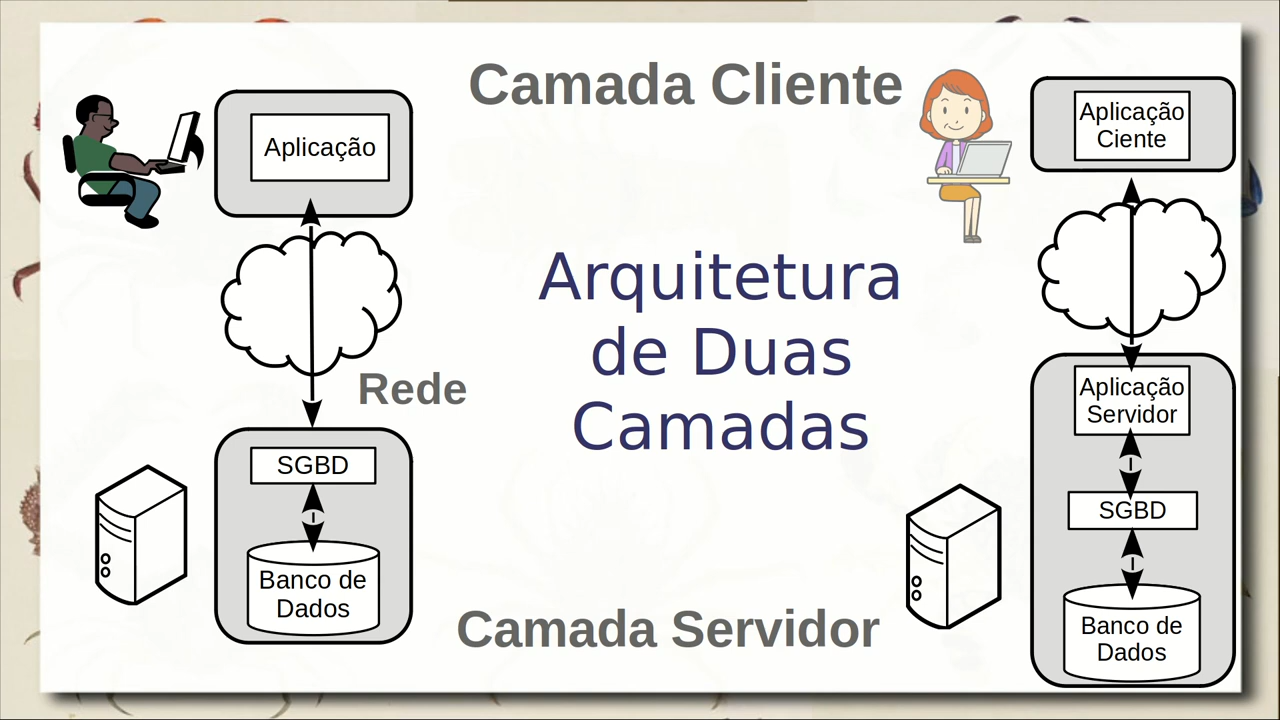 Camada Cliente
Aplicação
Aplicação
Ciente
Arquitetura
de Duas
Camadas
Rede
SGBD
Banco de
Dados
Aplicação
Servidor
SGBD
Banco de
Dados
Camada Servidor